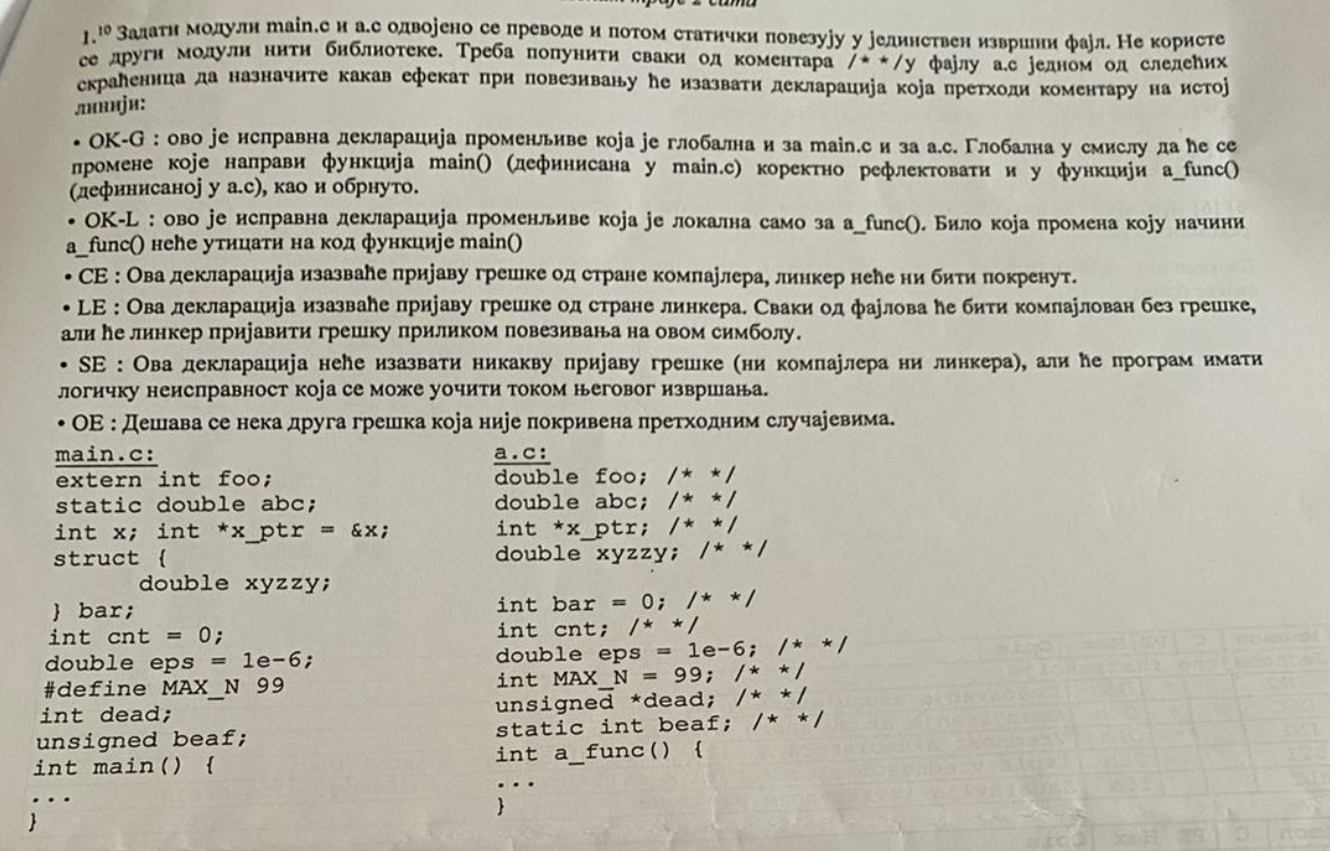 трaje 2 сата
1.¹⁰ Задати модули main.c и a.c одвојено се преводе и потом статички повезују у јединствен извршни фајл. Не користе
се други модули нити библиотеке. Треба попунити сваки од коментара /* */у фајлу a.c једном од следећих
скраћеница да назначите какав ефекат при повезивању ће изазвати декларација која претходи коментару на истој
линији:
• OK-G : ово је исправна декларација променљиве која је глобална и за main.c и за a.c. Глобална у смислу да ће се
промене које направи функција main() (дефинисана у main.c) коректно рефлектовати и у функцији a_func()
(дефинисаној у a.c), као и обрнуто.
• OK-L : ово је исправна декларација променљиве која је локална само за a_func(). Било која промена коју начини
a_func() неће утицати на код функције main()
• CE : Ова декларација изазваће пријаву грешке од стране компајлера, линкер неће ни бити покренут.
• LE : Ова декларација изазваће пријаву грешке од стране линкера. Сваки од фајлова ће бити компајлован без грешке,
али ће линкер пријавити грешку приликом повезивања на овом симболу.
• SE : Ова декларација неће изазвати никакву пријаву грешке (ни компајлера ни линкера), али ће програм имати
логичку неисправност која се може уочити током његовог извршања.
• OE : Дешава се нека друга грешка која није покривена претходним случајевима.
main.c:
extern int foo;
static double abc;
int x; int *x_ptr = &x;
struct {
double xyzzy;
} bar;
int cnt = 0;
double eps = 1e-6;
#define MAX_N 99
int dead;
unsigned beaf;
int main() {
...
}
a.c:
double foo; /* */
double abc; /* */
int *x_ptr; /* */
double xyzzy; /* */
int bar = 0; /* */
int cnt; /* */
double eps = 1e-6; /* */
int MAX_N = 99; /* */
unsigned *dead; /* */
static int beaf; /* */
int a_func() {
...
}